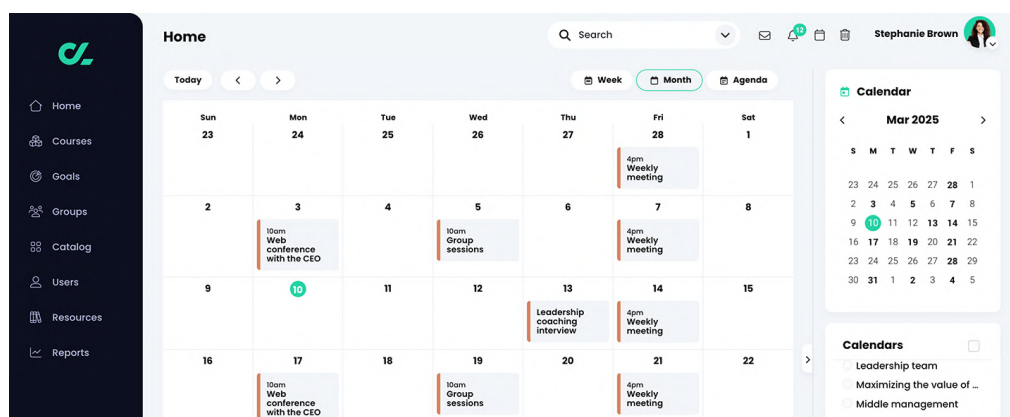 Home
Search
12
Stephanie Brown
Home
Courses
Goals
Groups
Catalog
Users
Resources
Reports
Today
Week
Month
Agenda
Sun Mon Tue Wed Thu Fri Sat
23 24 25 26 27 28 1
4pm
Weekly
meeting
2 3 4 5 6 7 8
10am
Web
conference
with the CEO
10am
Group
sessions
4pm
Weekly
meeting
9 10 11 12 13 14 15
Leadership
coaching
interview
4pm
Weekly
meeting
16 17 18 19 20 21 22
10am
Web
conference
with the CEO
10am
Group
sessions
4pm
Weekly
meeting
Calendar
Mar 2025
S M T W T F S
23 24 25 26 27 28 1
2 3 4 5 6 7 8
9 10 11 12 13 14 15
16 17 18 19 20 21 22
23 24 25 26 27 28 29
30 31 1 2 3 4 5
Calendars
Leadership team
Maximizing the value of ...
Middle management